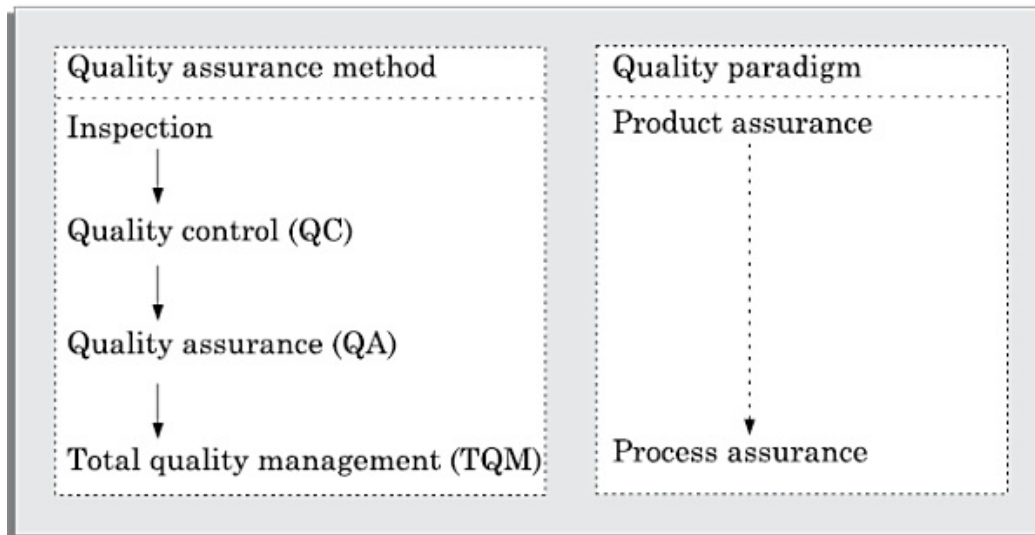 Quality assurance method
Inspection
Quality control (QC)
Quality assurance (QA)
Total quality management (TQM)
Quality paradigm
Product assurance
Process assurance